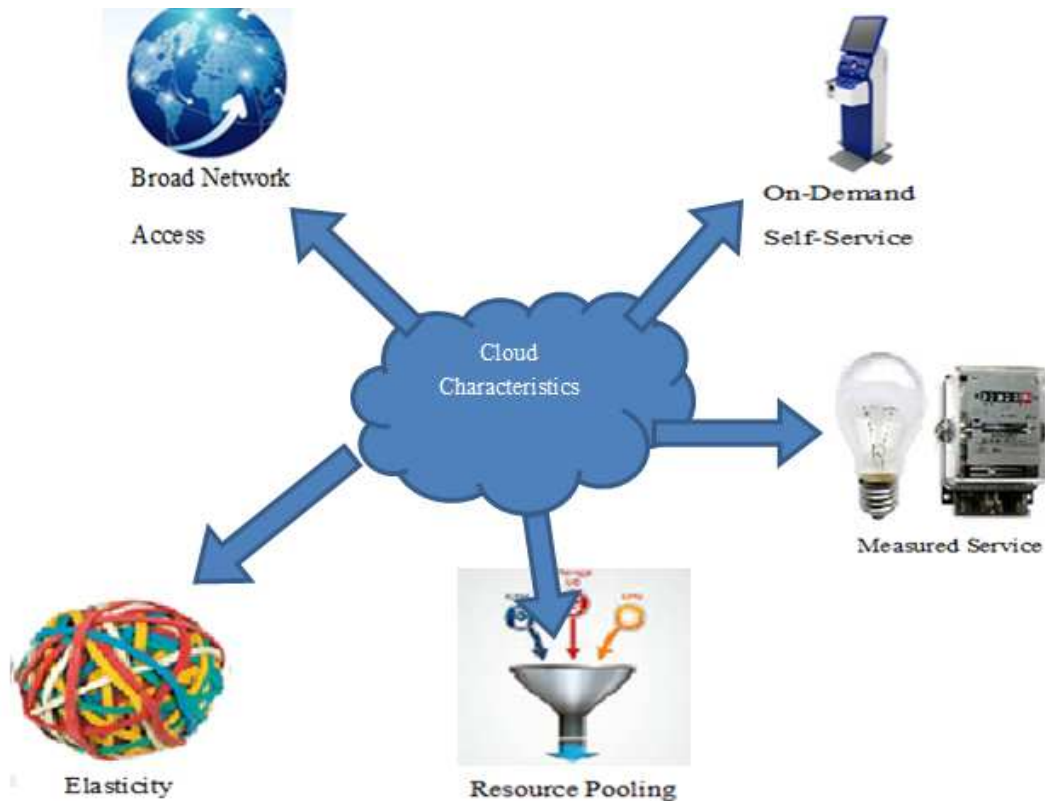 Broad Network
Access
On-Demand
Self-Service
Cloud
Characteristics
Measured Service
Elasticity
Resource Pooling